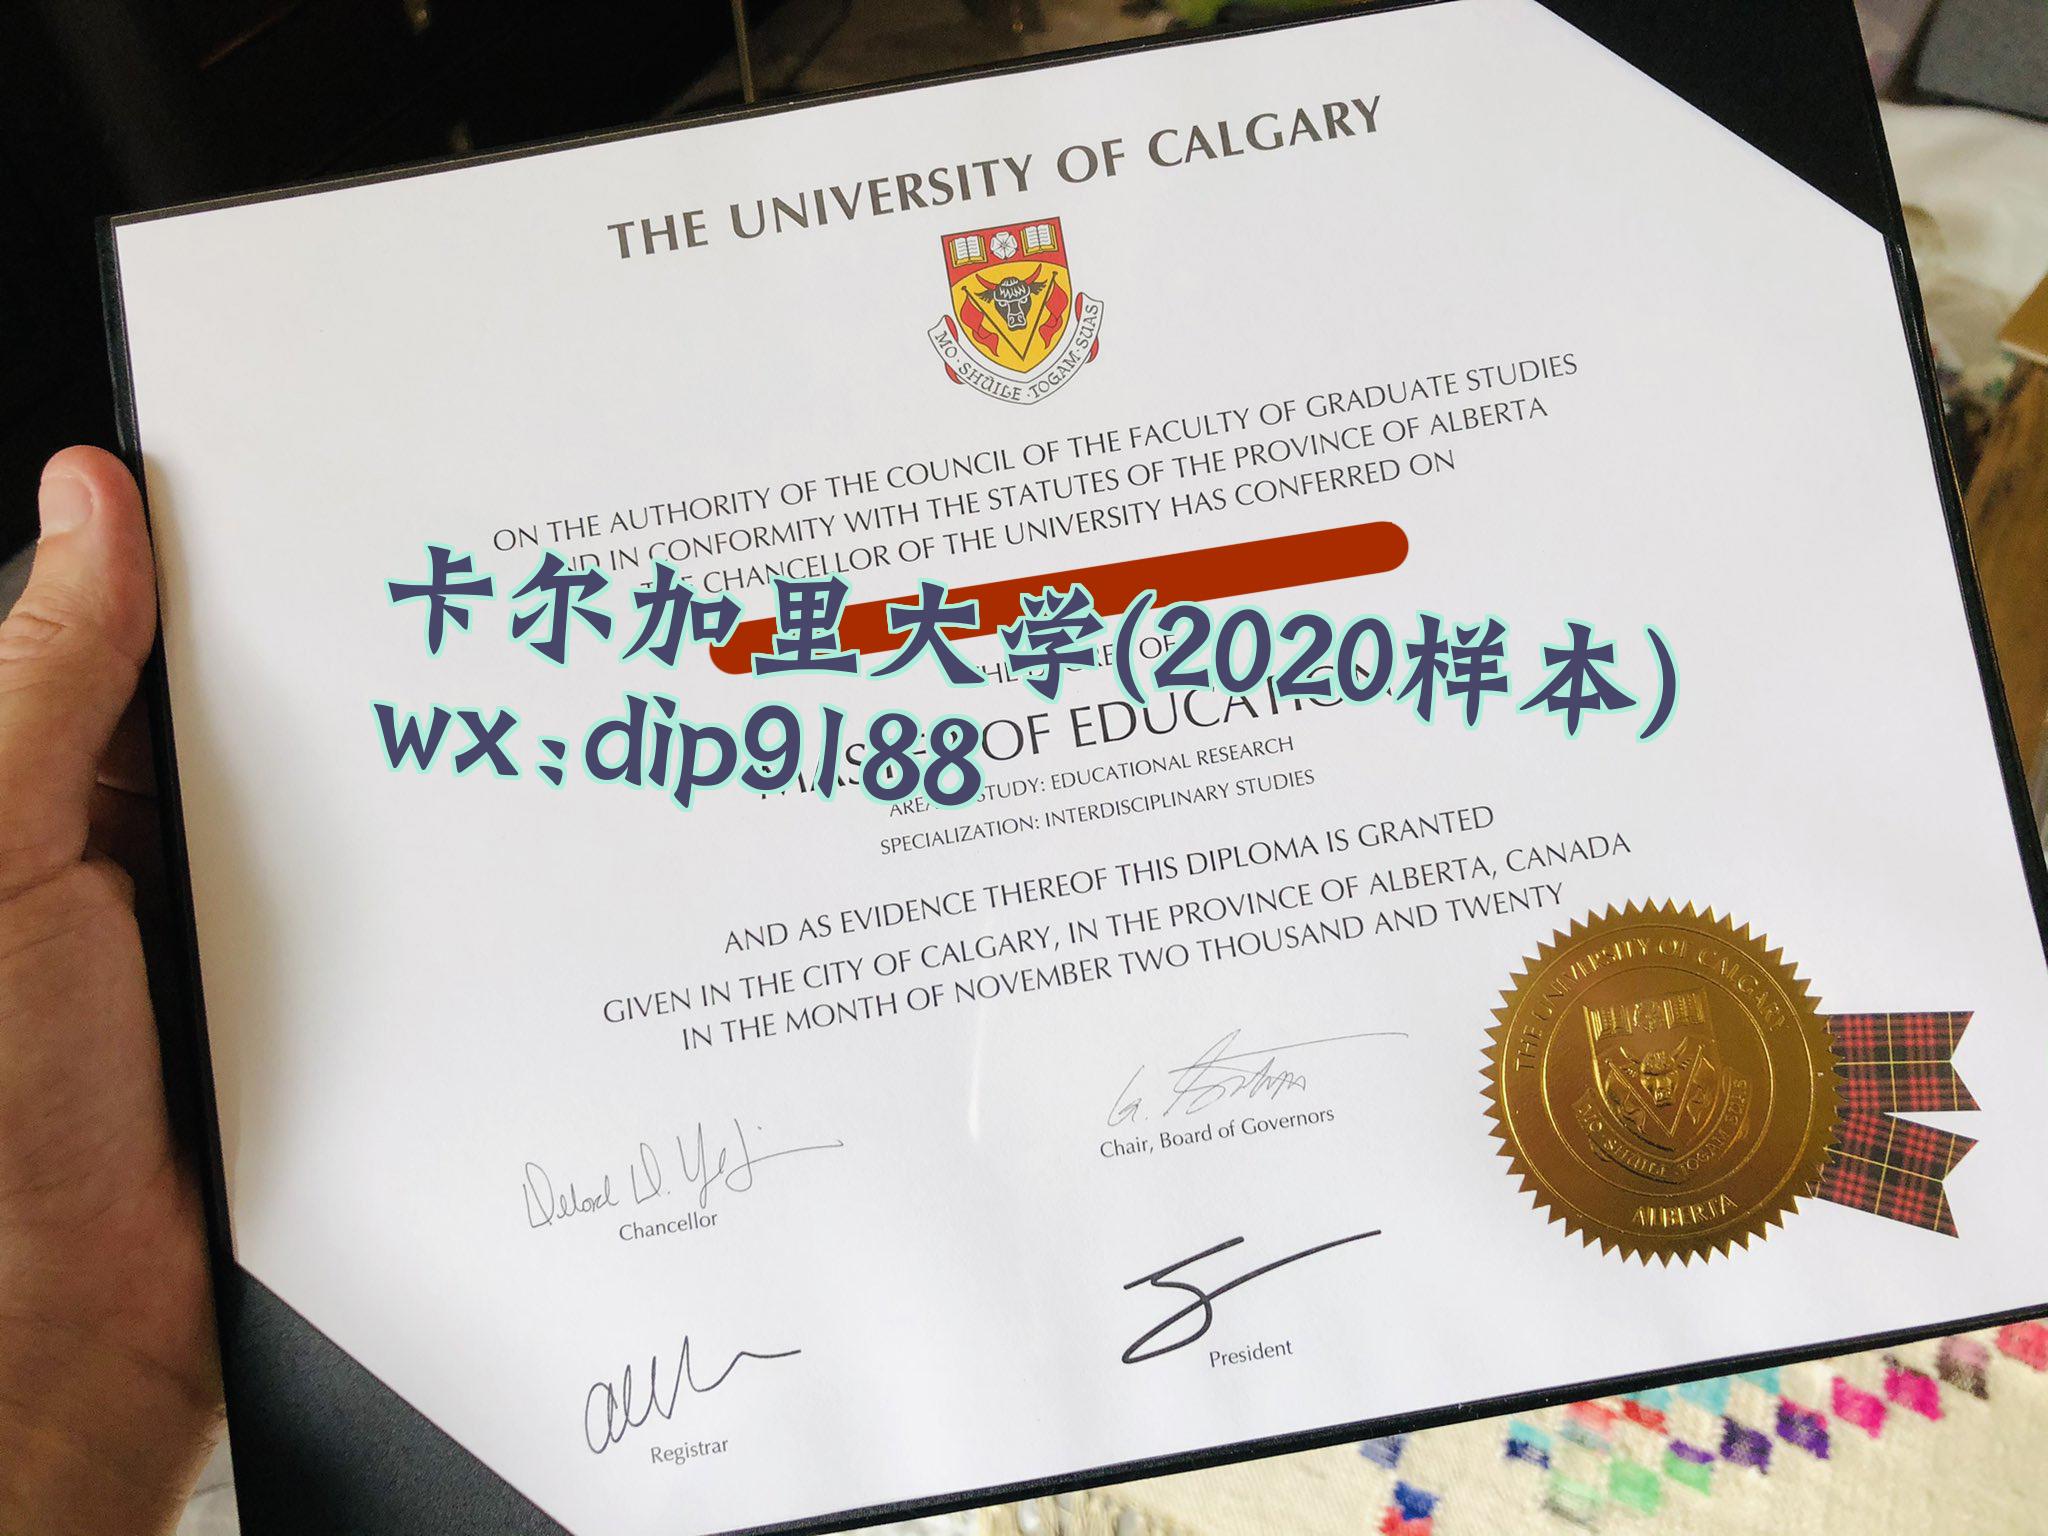 THE UNIVERSITY OF CALGARY
MO·SHÙILE·TOGAM·SUAS
ON THE AUTHORITY OF THE COUNCIL OF THE FACULTY OF GRADUATE STUDIES
IN CONFORMITY WITH THE STATUTES OF THE PROVINCE OF ALBERTA
CHANCELLOR OF THE UNIVERSITY HAS CONFERRED ON
卡尔加里大学(2020样本)
OF
wx:dip9188
OF EDUCATION
STUDY: EDUCATIONAL RESEARCH
SPECIALIZATION: INTERDISCIPLINARY STUDIES
AND AS EVIDENCE THEREOF THIS DIPLOMA IS GRANTED
GIVEN IN THE CITY OF CALGARY, IN THE PROVINCE OF ALBERTA, CANADA
IN THE MONTH OF NOVEMBER TWO THOUSAND AND TWENTY
Chancellor
Chair, Board of Governors
Registrar
President
THE UNIVERSITY OF CALGARY
MO·SHÙILE·TOGAM·SUAS
ALBERTA